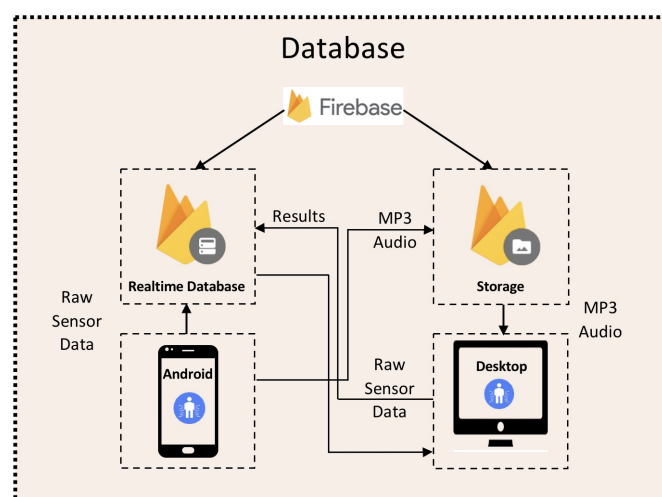 Database
Firebase
Results
MP3
Audio
Realtime Database
Storage
Raw
Sensor
Data
MP3
Audio
Android
Raw
Sensor
Data
Desktop